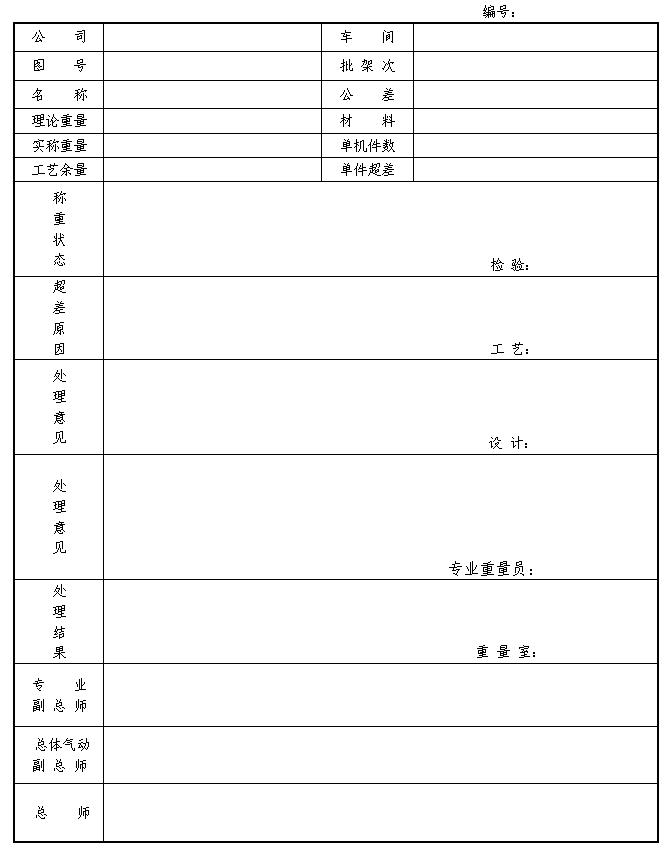 编号：
公 司 车 间
图 号 批 架 次
名 称 公 差
理论重量 材 料
实称重量 单机件数
工艺余量 单件超差
称
重
状
态
检 验：
超
差
原
因
工 艺：
处
理
意
见
设 计：
处
理
意
见
专业重量员：
处
理
结
果
重 量 室：
专 业
副 总 师
总体气动
副 总 师
总 师